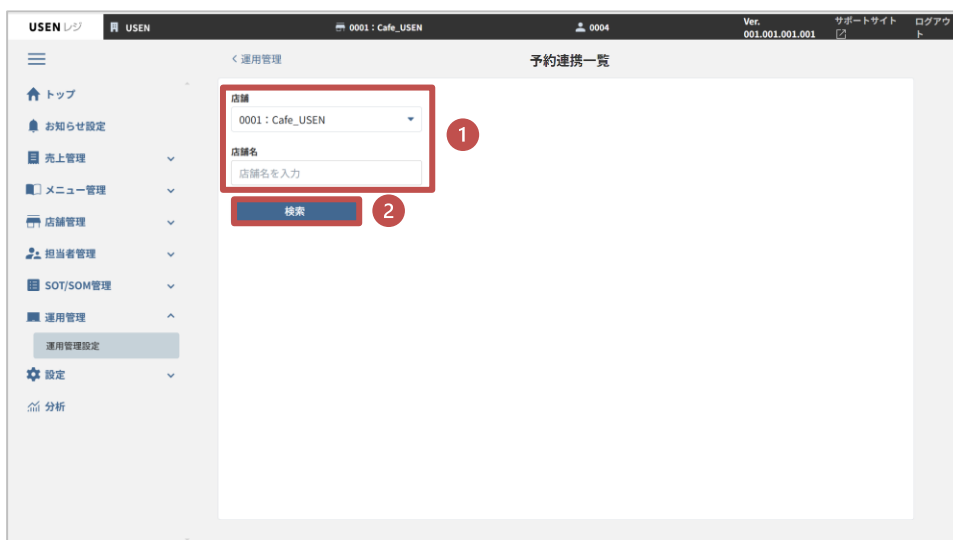 USEN レジ
USEN
0001：Cafe_USEN
0004
Ver.
001.001.001.001
サポートサイト
ログアウ
ト
運用管理
予約連携一覧
トップ
お知らせ設定
売上管理
メニュー管理
店舗管理
担当者管理
SOT/SOM管理
運用管理
運用管理設定
設定
分析
店舗
0001：Cafe_USEN
1
店舗名
店舗名を入力
検索
2